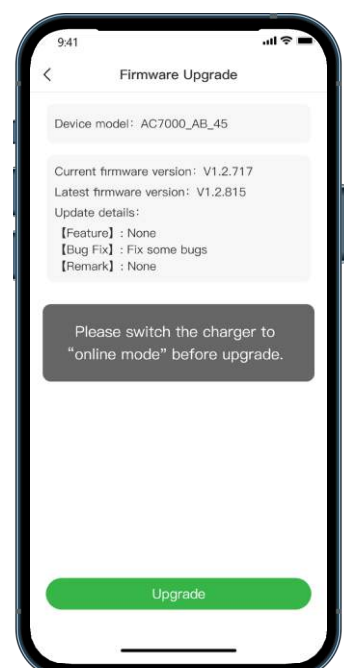 9:41
Firmware Upgrade
Device model: AC7000_AB_45
Current firmware version: V1.2.717
Latest firmware version: V1.2.815
Update details:
【Feature】: None
【Bug Fix】: Fix some bugs
【Remark】: None
Please switch the charger to
“online mode” before upgrade.
Upgrade